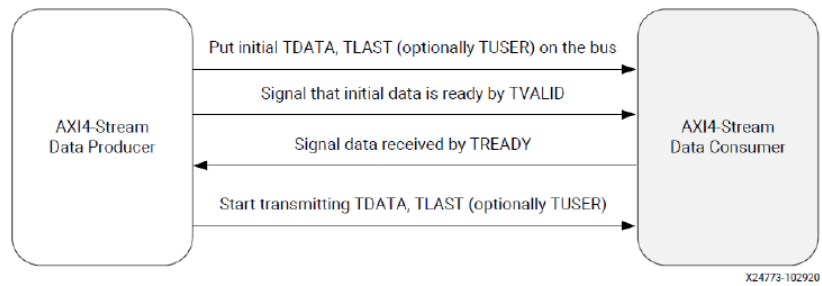 Put initial TDATA, TLAST (optionally TUSER) on the bus
Signal that initial data is ready by TVALID
AXI4-Stream
Data Producer
AXI4-Stream
Data Consumer
Signal data received by TREADY
Start transmitting TDATA, TLAST (optionally TUSER)
X24773-102920